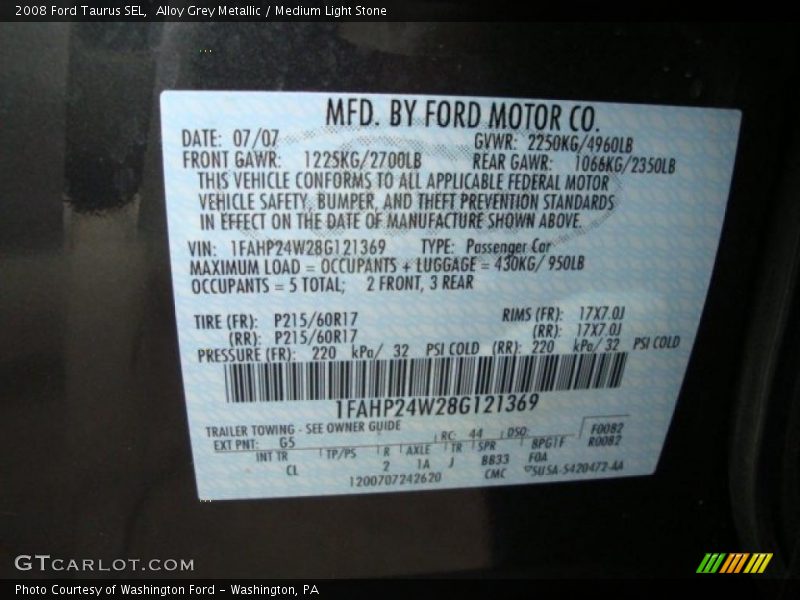 2008 Ford Taurus SEL, Alloy Grey Metallic / Medium Light Stone
MFD. BY FORD MOTOR CO.
DATE: 07/07 GVWR: 2250KG/4960LB
FRONT GAWR: 1225KG/2700LB REAR GAWR: 1066KG/2350LB
THIS VEHICLE CONFORMS TO ALL APPLICABLE FEDERAL MOTOR
VEHICLE SAFETY, BUMPER, AND THEFT PREVENTION STANDARDS
IN EFFECT ON THE DATE OF MANUFACTURE SHOWN ABOVE.
VIN: 1FAHP24W28G121369 TYPE: Passenger Car
MAXIMUM LOAD = OCCUPANTS + LUGGAGE = 430KG/ 950LB
OCCUPANTS = 5 TOTAL; 2 FRONT, 3 REAR
TIRE (FR): P215/60R17 RIMS (FR): 17X7.0J
(RR): P215/60R17 (RR): 17X7.0J
PRESSURE (FR): 220 kPa/ 32 PSI COLD (RR): 220 kPa/ 32 PSI COLD
1FAHP24W28G121369
TRAILER TOWING - SEE OWNER GUIDE
EXT PNT: G5 RC: 44 DSO: F0082
R0082
INT TR TP/PS R AXLE TR SPR 8PG1F
CL 2 1A J BB33 F0A
1200707242620 CMC 5U5A-5420472-AA
GTCARLOT.COM
Photo Courtesy of Washington Ford - Washington, PA